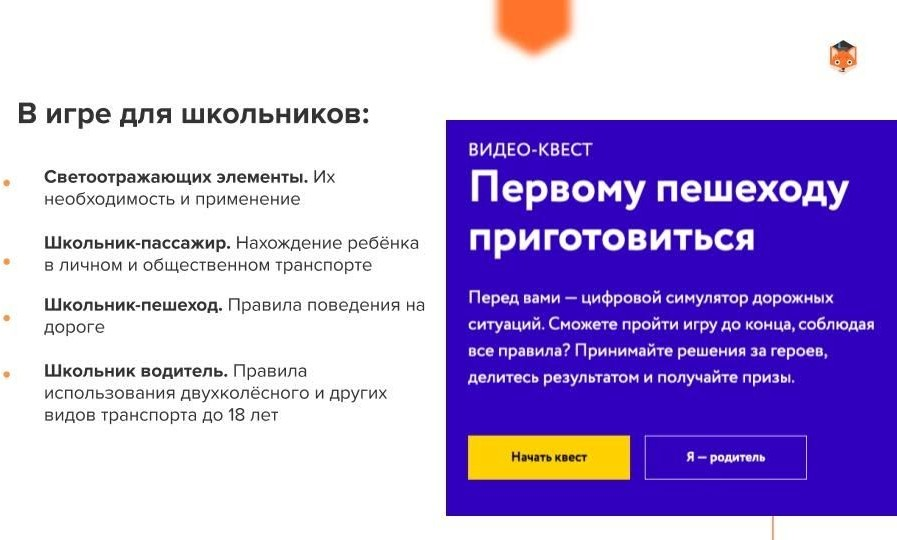 В игре для школьников:
Светоотражающих элементы. Их
необходимость и применение
Школьник-пассажир. Нахождение ребёнка
в личном и общественном транспорте
Школьник-пешеход. Правила поведения на
дороге
Школьник водитель. Правила
использования двухколёсного и других
видов транспорта до 18 лет
ВИДЕО-КВЕСТ
Первому пешеходу
приготовиться
Перед вами — цифровой симулятор дорожных
ситуаций. Сможете пройти игру до конца, соблюдая
все правила? Принимайте решения за героев,
делитесь результатом и получайте призы.
Начать квест
Я — родитель